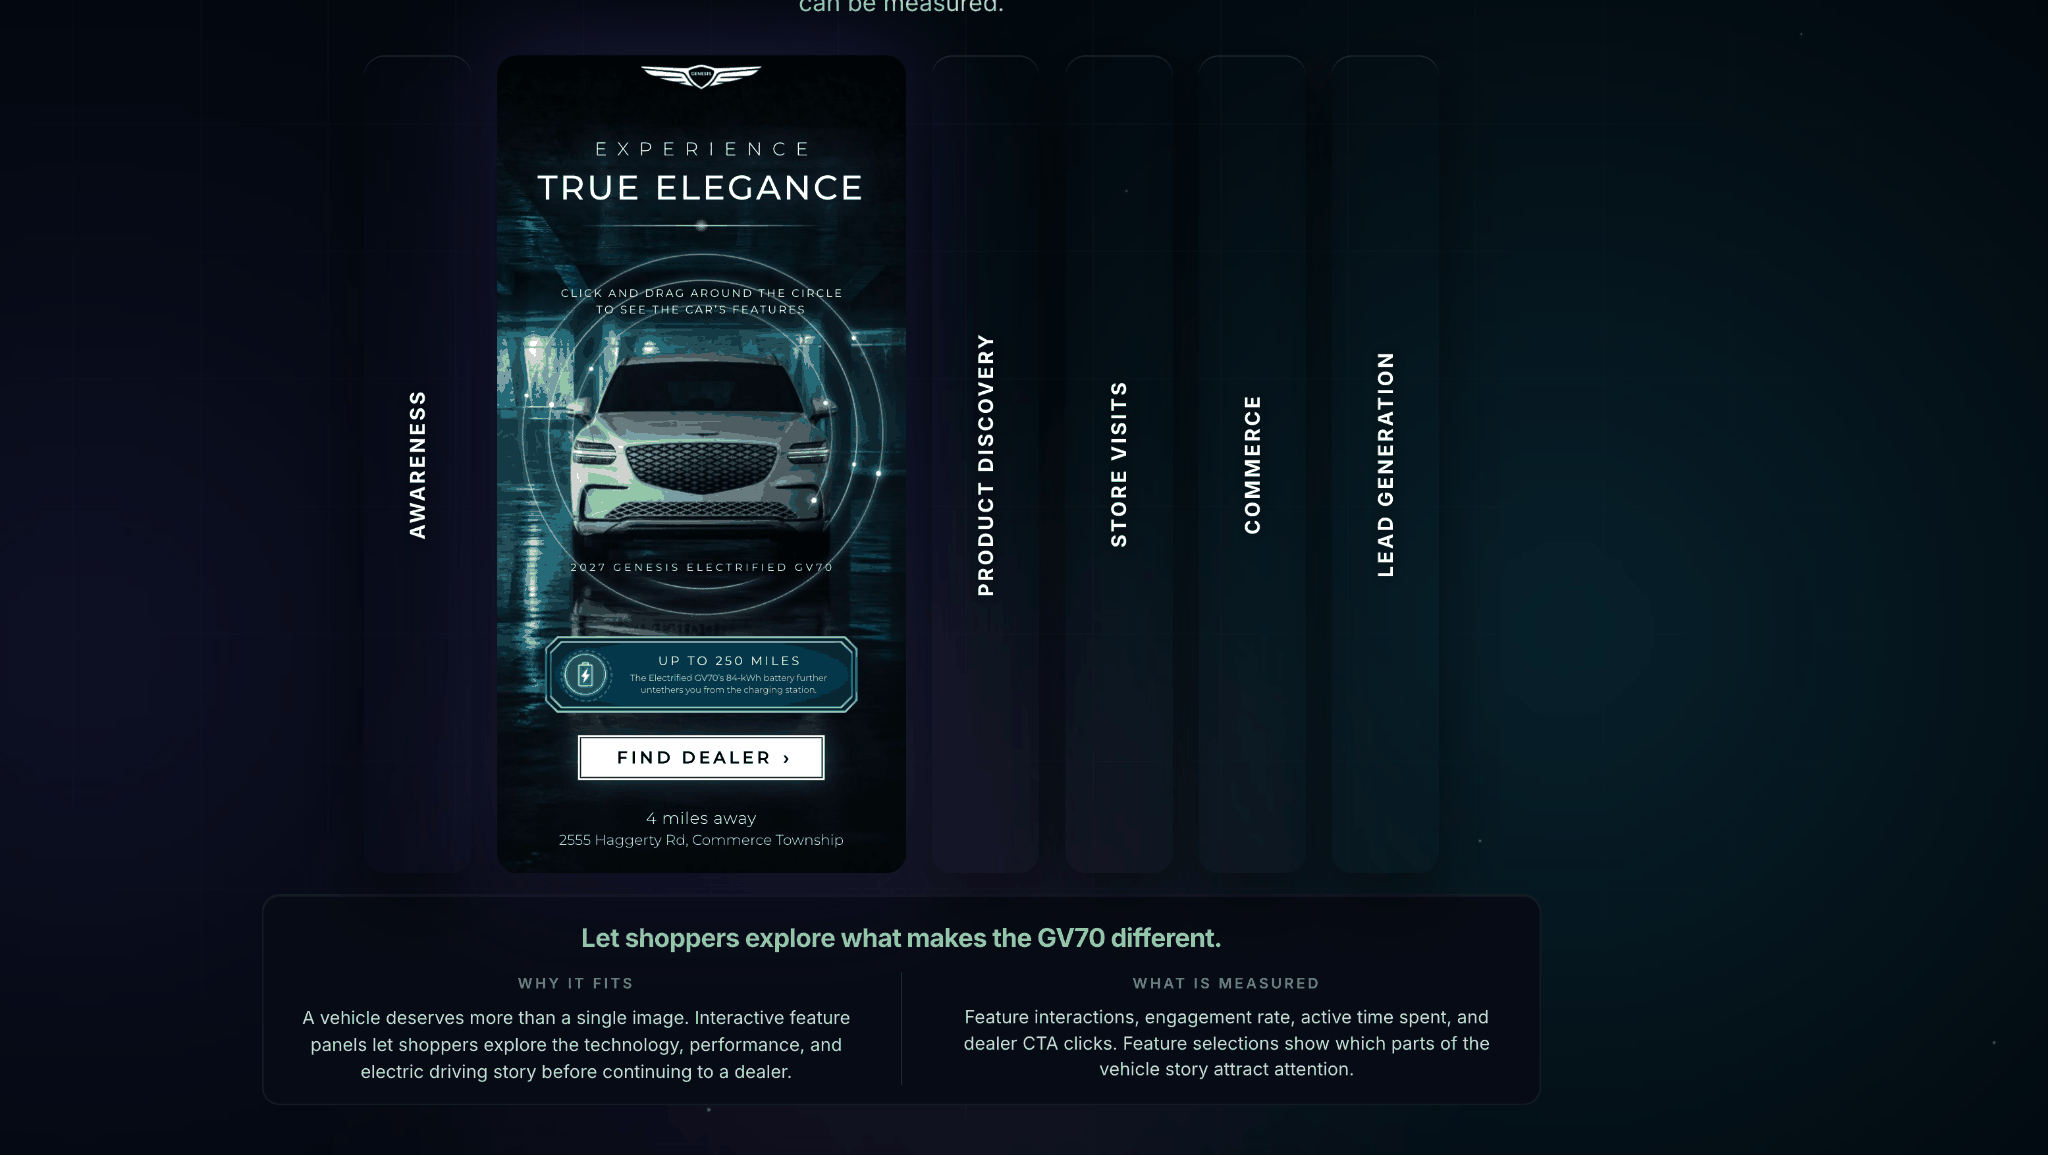 can be measured.
AWARENESS
GENESIS
EXPERIENCE
TRUE ELEGANCE
CLICK AND DRAG AROUND THE CIRCLE
TO SEE THE CAR'S FEATURES
2027 GENESIS ELECTRIFIED GV70
UP TO 250 MILES
The Electrified GV70's 84-kWh battery further
untethers you from the charging station.
FIND DEALER ›
4 miles away
2555 Haggerty Rd, Commerce Township
PRODUCT DISCOVERY
STORE VISITS
COMMERCE
LEAD GENERATION
Let shoppers explore what makes the GV70 different.
WHY IT FITS
A vehicle deserves more than a single image. Interactive feature
panels let shoppers explore the technology, performance, and
electric driving story before continuing to a dealer.
WHAT IS MEASURED
Feature interactions, engagement rate, active time spent, and
dealer CTA clicks. Feature selections show which parts of the
vehicle story attract attention.